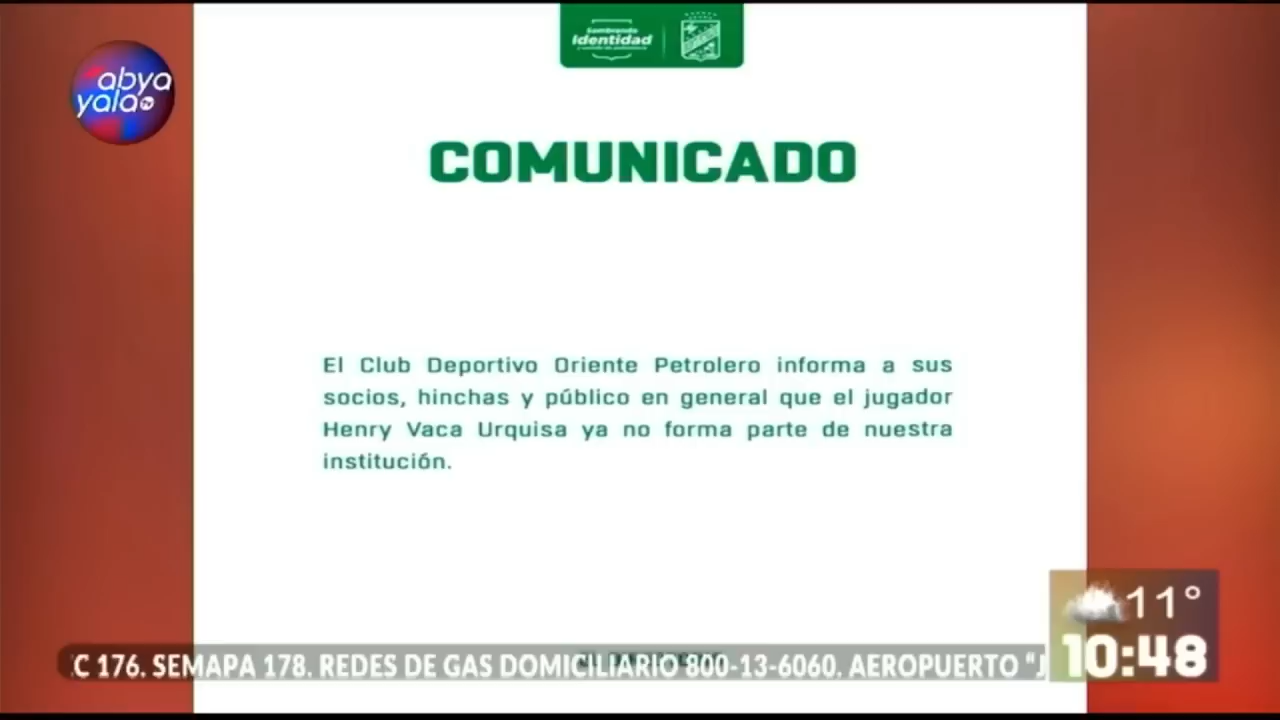 Sembrando
Identidad
abya
yala tv
COMUNICADO
El Club Deportivo Oriente Petrolero informa a sus
socios, hinchas y público en general que el jugador
Henry Vaca Urquisa ya no forma parte de nuestra
institución.
11°
C 176. SEMAPA 178. REDES DE GAS DOMICILIARIO 800-13-6060. AEROPUERTO "J
10:48